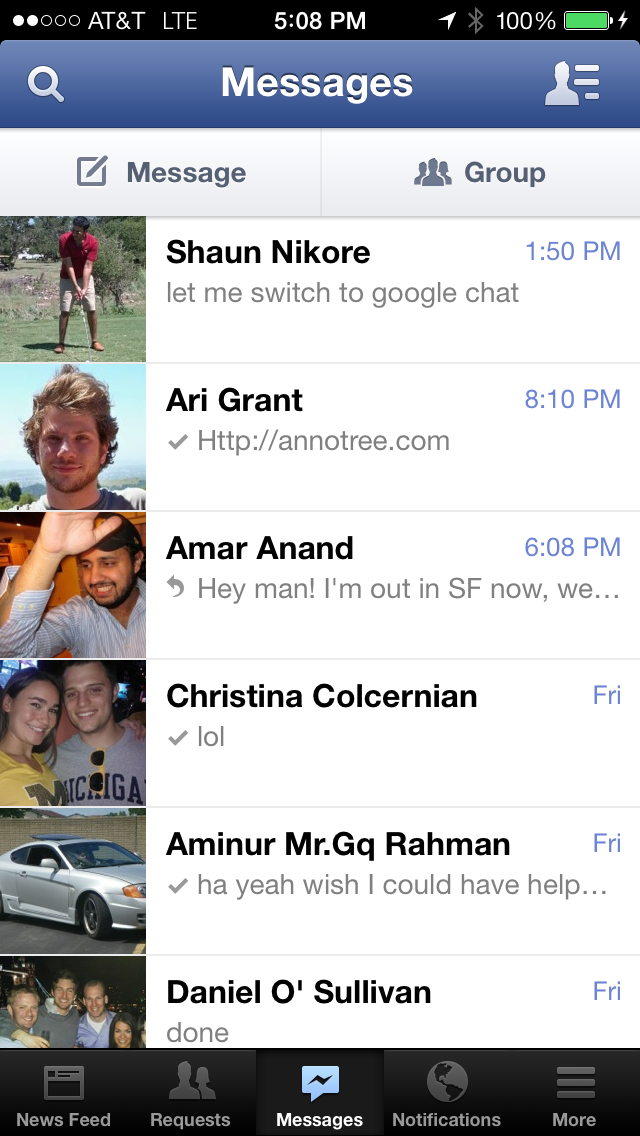 AT&T LTE 5:08 PM 100%
Messages
Message Group
Shaun Nikore 1:50 PM
let me switch to google chat
Ari Grant 8:10 PM
Http://annotree.com
Amar Anand 6:08 PM
Hey man! I'm out in SF now, we...
Christina Colcernian Fri
lol
MICHIGA
Aminur Mr.Gq Rahman Fri
ha yeah wish I could have help...
Daniel O' Sullivan Fri
done
News Feed Requests Messages Notifications More